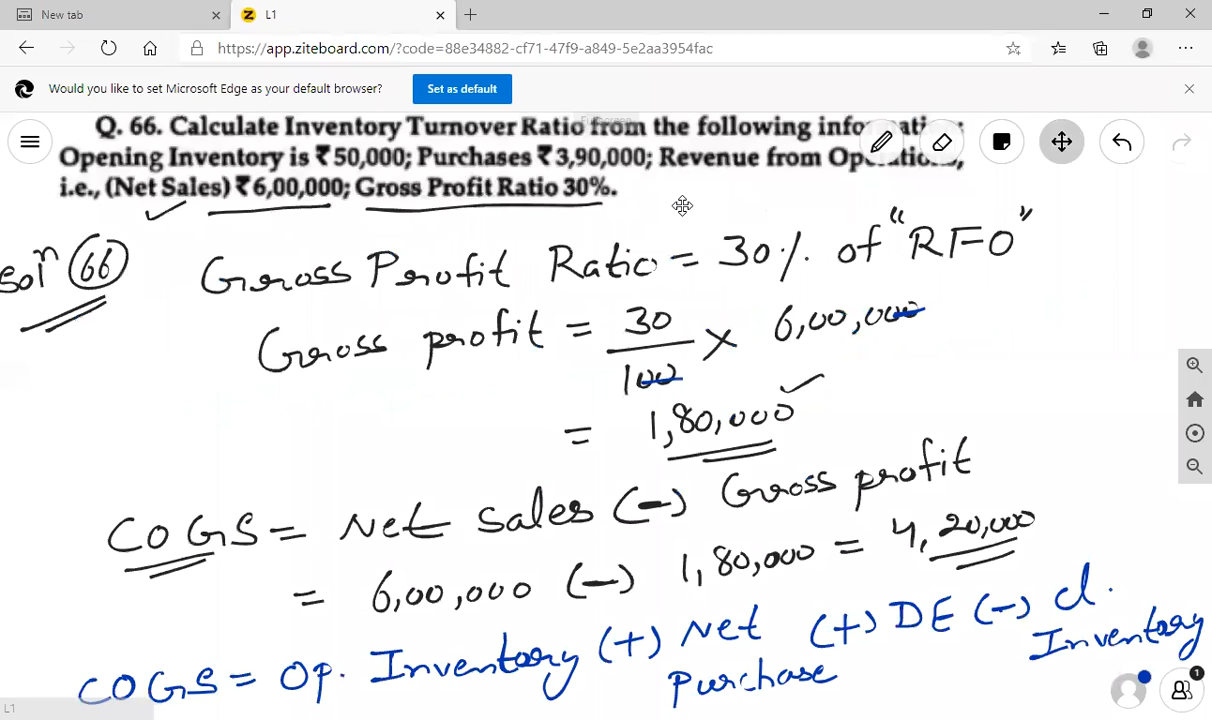 New tab
L1
https://app.ziteboard.com/?code=88e34882-cf71-47f9-a849-5e2aa3954fac
Would you like to set Microsoft Edge as your default browser?
Set as default
Q. 66. Calculate Inventory Turnover Ratio from the following
Opening Inventory is ₹50,000; Purchases ₹3,90,000; Revenue from
i.e., (Net Sales) ₹6,00,000; Gross Profit Ratio 30%.
Solⁿ 66
Gross Profit Ratio = 30% of "RFO"
Gross profit = 30/100 × 6,00,000
= 1,80,000
COGS = Net sales (-) Gross profit
= 6,00,000 (-) 1,80,000 = 4,20,000
COGS = Op. Inventory (+) Net Purchase (+) DE (-) Cl. Inventory
1
L1